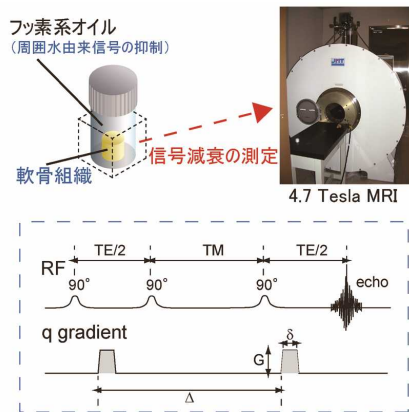 フッ素系オイル
(周囲水由来信号の抑制)
軟骨組織
信号減衰の測定
4.7 Tesla MRI
TE/2
TM
TE/2
RF
90°
90°
90°
echo
q gradient
G
δ
Δ